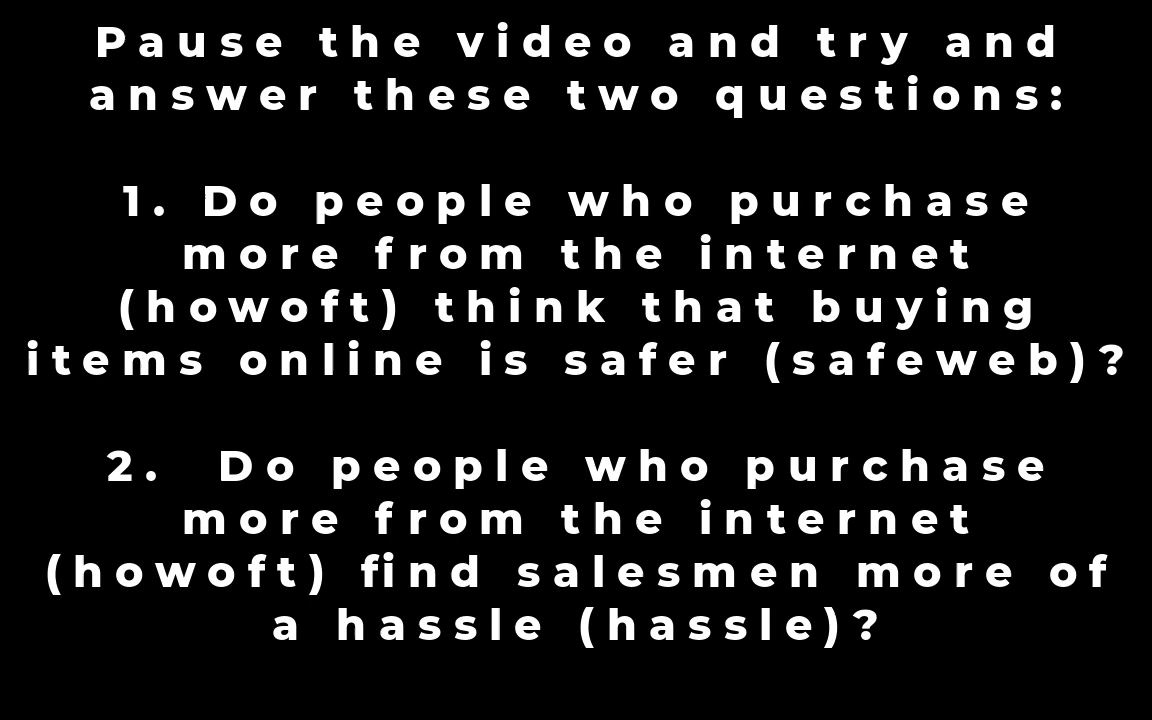 Pause the video and try and
answer these two questions:
1. Do people who purchase
more from the internet
(howoft) think that buying
items online is safer (safeweb)?
2. Do people who purchase
more from the internet
(howoft) find salesmen more of
a hassle (hassle)?